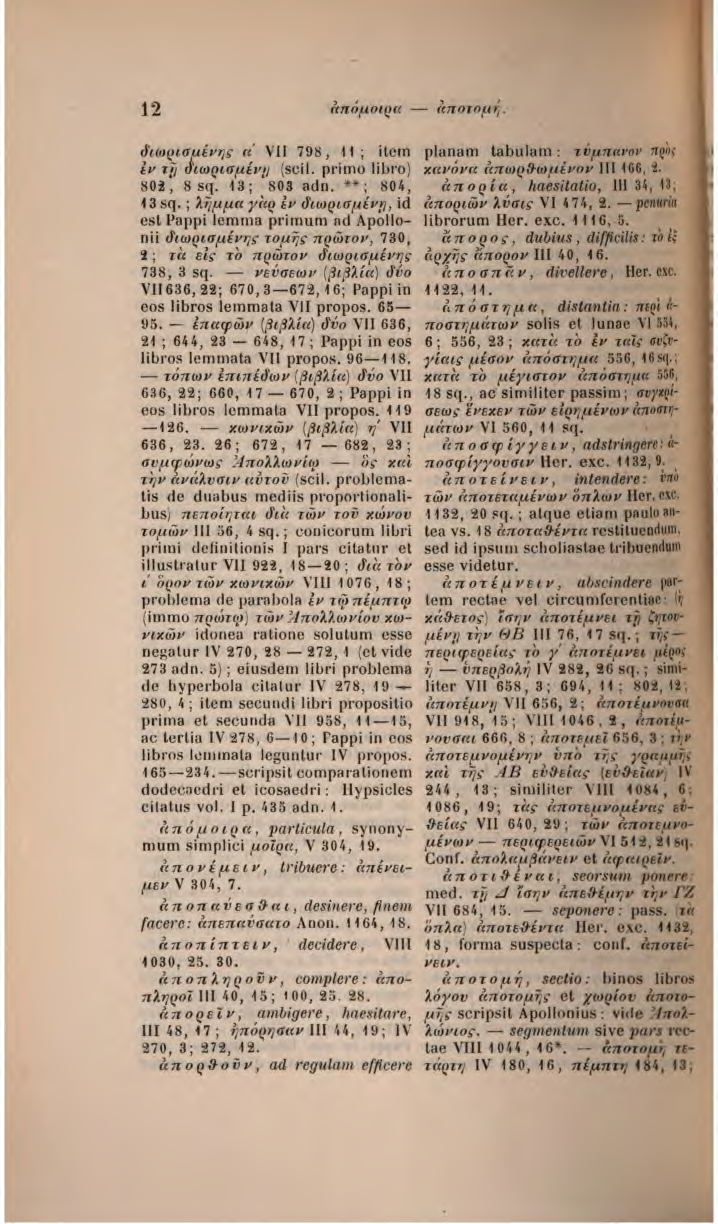 12
ἀπόμοιρα — ἀποτομή.
διωρισμένης α´ VII 798, 11; item
ἐν τῇ διωρισμένῃ (scil. primo libro)
802, 8 sq. 13; 803 adn. **; 804,
13 sq.; λῆμμα γὰρ ἐν διωρισμένῃ, id
est Pappi lemma primum ad Apollo-
nii διωρισμένης τομῆς πρῶτον, 730,
2; τὰ εἰς τὸ πρῶτον διωρισμένης
738, 3 sq. — νεύσεων (βιβλία) δύο
VII 636, 22; 670, 3—672, 16; Pappi in
eos libros lemmata VII propos. 65—
95. — ἐπαφῶν (βιβλία) δύο VII 636,
21; 644, 23 — 648, 17; Pappi in eos
libros lemmata VII propos. 96—118.
— τόπων ἐπιπέδων (βιβλία) δύο VII
636, 22; 660, 17 — 670, 2; Pappi in
eos libros lemmata VII propos. 119
—126. — κωνικῶν (βιβλία) η´ VII
636, 23. 26; 672, 17 — 682, 23;
συμφώνως Ἀπολλωνίῳ — ὃς καὶ
τὴν ἀνάλυσιν αὐτοῦ (scil. problema-
tis de duabus mediis proportionali-
bus) πεποίηται διὰ τῶν τοῦ κώνου
τομῶν III 56, 4 sq.; conicorum libri
primi definitionis I pars citatur et
illustratur VII 922, 18—20; διὰ τὸν
ι´ ὅρον τῶν κωνικῶν VIII 1076, 18;
problema de parabola ἐν τῷ πέμπτῳ
(immo πρώτῳ) τῶν Ἀπολλωνίου κω-
νικῶν idonea ratione solutum esse
negatur IV 270, 28 — 272, 1 (et vide
273 adn. 5); eiusdem libri problema
de hyperbola citatur IV 278, 19 —
280, 4; item secundi libri propositio
prima et secunda VII 958, 11—15,
ac tertia IV 278, 6—10; Pappi in eos
libros lemmata leguntur IV propos.
165—234. — scripsit comparationem
dodecaedri et icosaedri: Hypsicles
citatus vol. I p. 435 adn. 1.
ἀπόμοιρα, particula, synony-
mum simplici μοῖρα, V 304, 19.
ἀπονέμειν, tribuere: ἀπένει-
μεν V 304, 7.
ἀποπαύεσθαι, desinere, finem
facere: ἀπεπαύσατο Anon. 1164, 18.
ἀποπίπτειν, decidere, VIII
1030, 25. 30.
ἀποπληροῦν, complere: ἀπο-
πληροῖ III 40, 15; 100, 25. 28.
ἀπορεῖν, ambigere, haesitare,
III 48, 17; ἠπόρησαν III 44, 19; IV
270, 3; 272, 12.
ἀπορθοῦν, ad regulam efficere
planam tabulam: τύμπανον πρὸς
κανόνα ἀπωρθωμένον III 166, 2.
ἀπορία, haesitatio, III 34, 13;
ἀποριῶν λύσις VI 474, 2. — penuria
librorum Her. exc. 1116, 5.
ἄπορος, dubius, difficilis: τὸ ἐξ
ἀρχῆς ἄπορον III 40, 16.
ἀποσπᾶν, divellere, Her. exc.
1122, 11.
ἀπόστημα, distantia: περὶ ἀ-
ποστημάτων solis et lunae VI 554,
6; 556, 23; κατὰ τὸ ἐν ταῖς συζυ-
γίαις μέσον ἀπόστημα 556, 16 sq.;
κατὰ τὸ μέγιστον ἀπόστημα 556,
18 sq., ac similiter passim; συγκρί-
σεως ἕνεκεν τῶν εἰρημένων ἀποστη-
μάτων VI 560, 11 sq.
ἀποσφίγγειν, adstringere: ἀ-
ποσφίγγουσιν Her. exc. 1132, 9.
ἀποτείνειν, intendere: ὑπὸ
τῶν ἀποτεταμένων ὅπλων Her. exc.
1132, 20 sq.; atque etiam paulo an-
tea vs. 18 ἀποταθέντα restituendum,
sed id ipsum scholiastae tribuendum
esse videtur.
ἀποτέμνειν, abscindere par-
tem rectae vel circumferentiae: (ἡ
κάθετος) ἴσην ἀποτέμνει τῇ ζητου-
μένῃ τὴν ΘΒ III 76, 17 sq.; τῆς —
περιφερείας τὸ γ´ ἀποτέμνει μέρος
ἡ — ὑπερβολὴ IV 282, 26 sq.; simi-
liter VII 658, 3; 694, 11; 802, 12;
ἀποτέμνῃ VII 656, 2; ἀποτέμνουσα
VII 918, 15; VIII 1046, 2, ἀποτέμ-
νουσαι 666, 8; ἀποτεμεῖ 656, 3; τὴν
ἀποτεμνομένην ὑπὸ τῆς γραμμῆς
καὶ τῆς ΑΒ εὐθείας (εὐθεῖαν) IV
244, 13; similiter VIII 1084, 6;
1086, 19; τὰς ἀποτεμνομένας εὐ-
θείας VII 640, 29; τῶν ἀποτεμνο-
μένων — περιφερειῶν VI 512, 21 sq.
Conf. ἀπολαμβάνειν et ἀφαιρεῖν.
ἀποτιθέναι, seorsum ponere:
med. τῇ Δ ἴσην ἀπεθέμην τὴν ΓΖ
VII 684, 15. — seponere: pass. (τὰ
ὅπλα) ἀποτεθέντα Her. exc. 1132,
18, forma suspecta: conf. ἀποτεί-
νειν.
ἀποτομή, sectio: binos libros
λόγου ἀποτομῆς et χωρίου ἀποτο-
μῆς scripsit Apollonius: vide Ἀπολ-
λώνιος. — segmentum sive pars rec-
tae VIII 1044, 16*. — ἀποτομὴ τε-
τάρτη IV 180, 16, πέμπτη 184, 13;